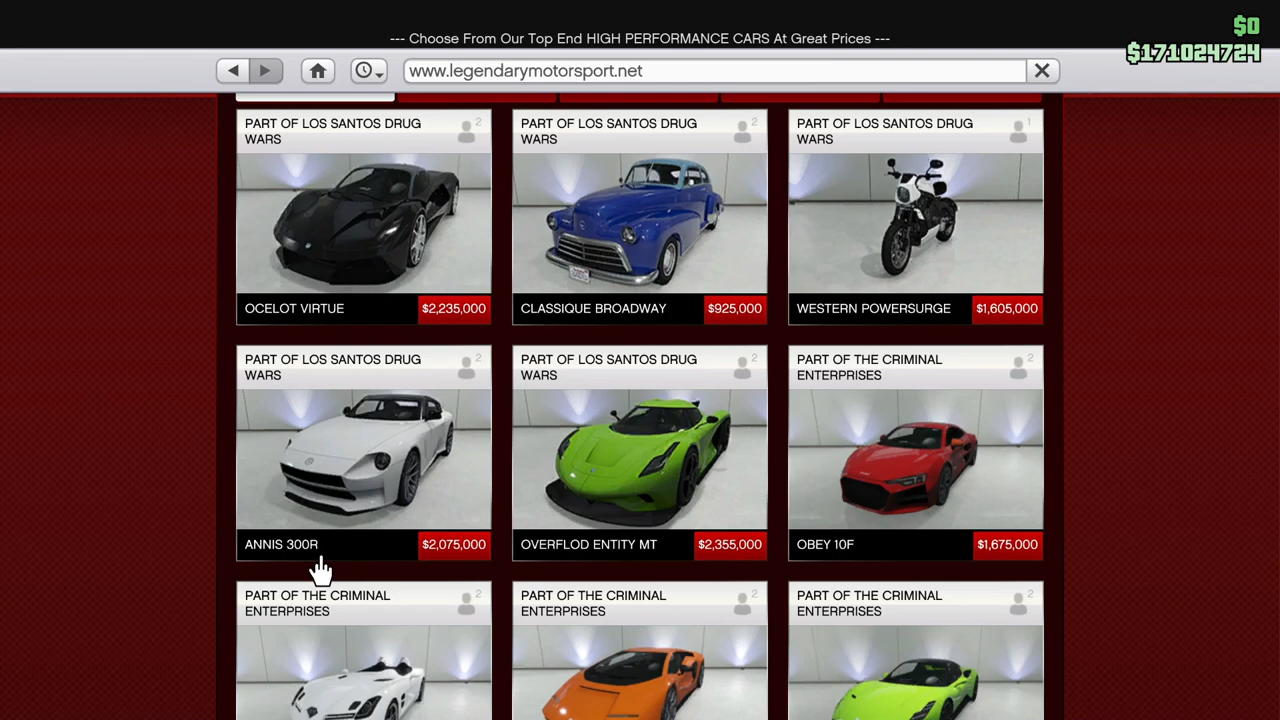 $0
--- Choose From Our Top End HIGH PERFORMANCE CARS At Great Prices ---
$171024724
www.legendarymotorsport.net
PART OF LOS SANTOS DRUG
WARS
2
PART OF LOS SANTOS DRUG
WARS
2
PART OF LOS SANTOS DRUG
WARS
1
OCELOT VIRTUE
$2,235,000
CLASSIQUE BROADWAY
$925,000
WESTERN POWERSURGE
$1,605,000
PART OF LOS SANTOS DRUG
WARS
2
PART OF LOS SANTOS DRUG
WARS
2
PART OF THE CRIMINAL
ENTERPRISES
2
ANNIS 300R
$2,075,000
OVERFLOD ENTITY MT
$2,355,000
OBEY 10F
$1,675,000
PART OF THE CRIMINAL
ENTERPRISES
2
PART OF THE CRIMINAL
ENTERPRISES
2
PART OF THE CRIMINAL
ENTERPRISES
2